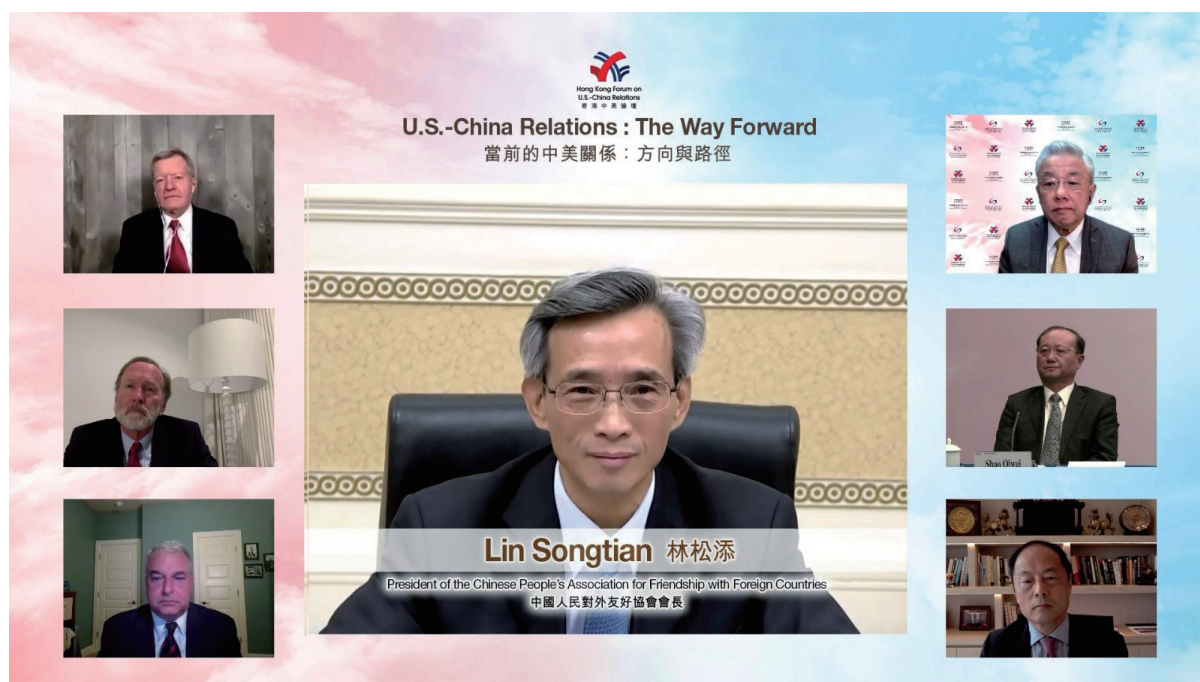 Hong Kong Forum on
U.S.-China Relations
香港中美論壇
U.S.-China Relations : The Way Forward
當前的中美關係：方向與路徑
Shao Qiwei
Lin Songtian 林松添
President of the Chinese People's Association for Friendship with Foreign Countries
中國人民對外友好協會會長